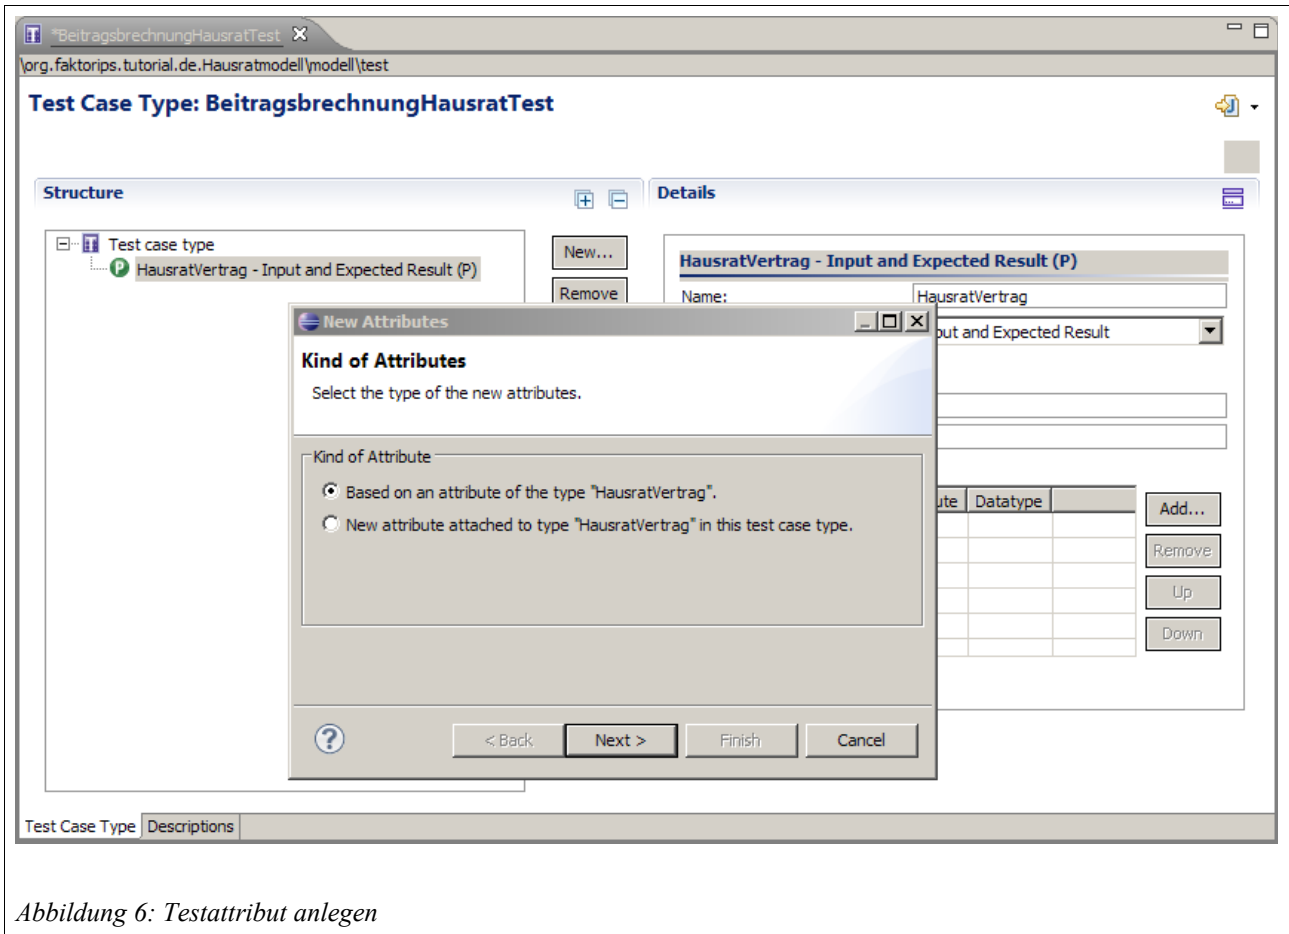 *BeitragsbrechnungHausratTest
\org.faktorips.tutorial.de.Hausratmodell\modell\test
Test Case Type: BeitragsbrechnungHausratTest
Structure
Details
Test case type
HausratVertrag - Input and Expected Result (P)
New...
Remove
HausratVertrag - Input and Expected Result (P)
Name:
HausratVertrag
put and Expected Result
New Attributes
Kind of Attributes
Select the type of the new attributes.
Kind of Attribute
Based on an attribute of the type "HausratVertrag".
New attribute attached to type "HausratVertrag" in this test case type.
ute
Datatype
Add...
Remove
Up
Down
< Back
Next >
Finish
Cancel
Test Case Type
Descriptions
Abbildung 6: Testattribut anlegen